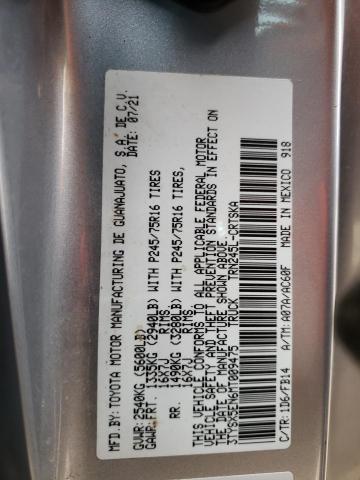 MFD.BY: TOYOTA MOTOR MANUFACTURING DE GUANAJUATO, S.A. DE C.V.
07/21
GVWR: 2540KG (5600LB)
GAWR: FRT. 1335KG (2940LB) WITH P245/75R16 TIRES,
16X7J RIMS
RR. 1490KG (3280LB) WITH P245/75R16 TIRES,
16X7J RIMS
THIS VEHICLE CONFORMS TO ALL APPLICABLE FEDERAL MOTOR
VEHICLE SAFETY AND THEFT PREVENTION STANDARDS IN EFFECT ON
THE DATE OF MANUFACTURE SHOWN ABOVE.
3TYSX5EN6MT009475 TRUCK TRN245L-CRTSKA
C/TR: 1D6/FB14 A/TM: A07A/AC60F MADE IN MEXICO 918